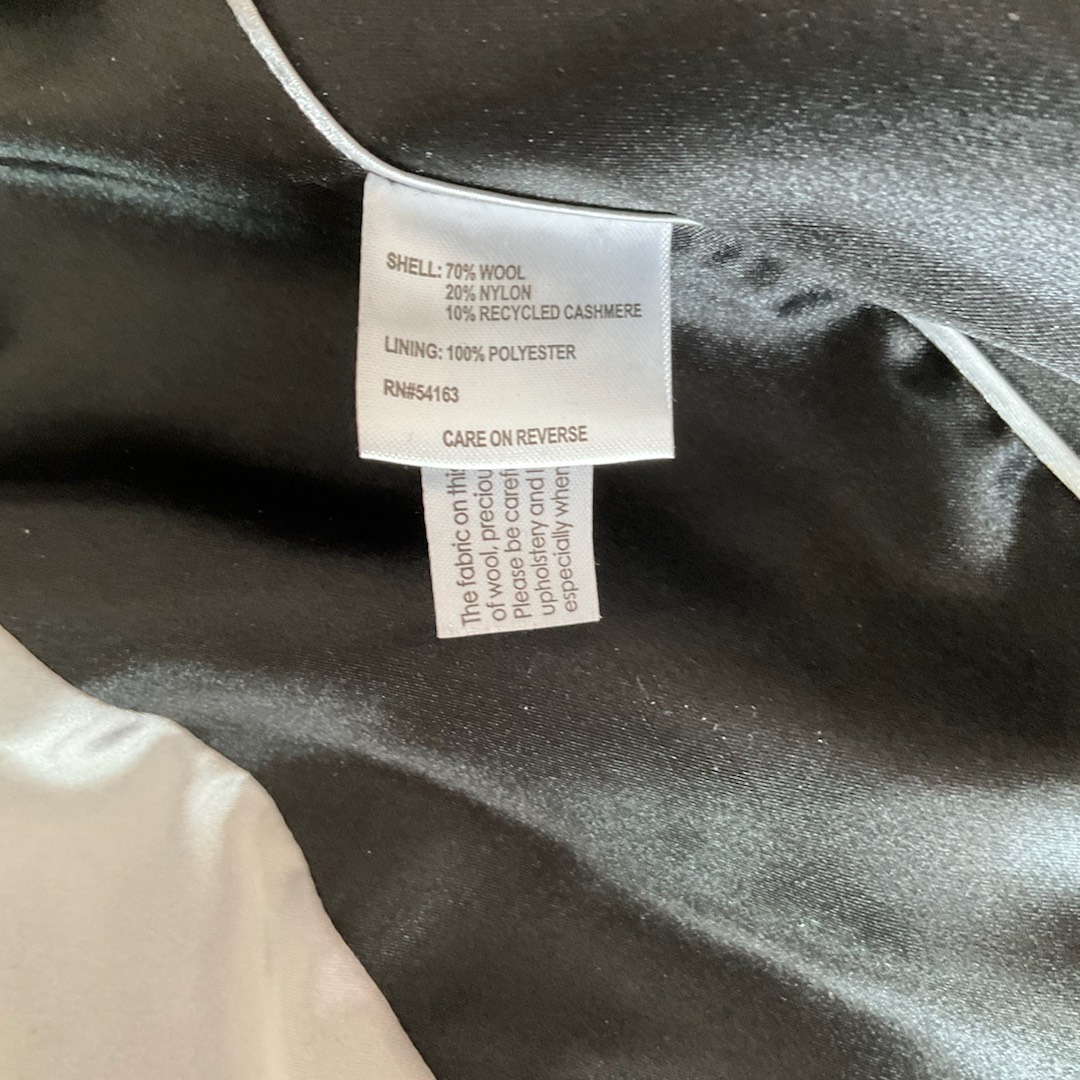 SHELL: 70% WOOL
20% NYLON
10% RECYCLED CASHMERE
LINING: 100% POLYESTER
RN#54163
CARE ON REVERSE
The fabric on this
of wool, preciou
Please be caref
upholstery and
especially when